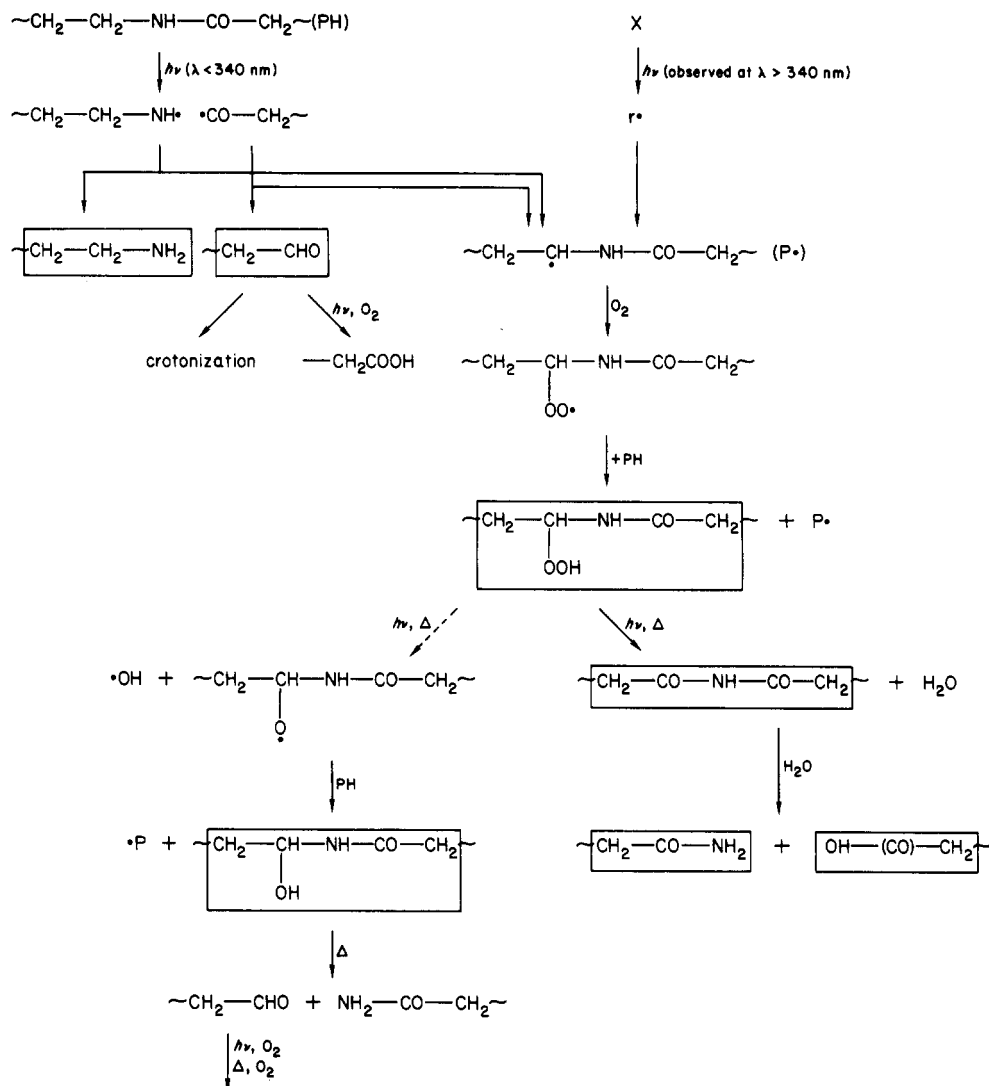 ~CH₂—CH₂—NH—CO—CH₂~(PH)
X
hν (λ < 340 nm)
hν (observed at λ > 340 nm)
~CH₂—CH₂—NH• •CO—CH₂~
r•
~CH₂—CH₂—NH₂
~CH₂—CHO
~CH₂—ĊH—NH—CO—CH₂~ (P•)
hν, O₂
O₂
crotonization
—CH₂COOH
~CH₂—CH—NH—CO—CH₂~
OO•
+PH
~CH₂—CH—NH—CO—CH₂~ + P•
OOH
hν, Δ
hν, Δ
•OH + ~CH₂—CH—NH—CO—CH₂~
O•
~CH₂—CO—NH—CO—CH₂~ + H₂O
PH
H₂O
•P + ~CH₂—CH—NH—CO—CH₂~
OH
~CH₂—CO—NH₂ + OH—(CO)—CH₂~
Δ
~CH₂—CHO + NH₂—CO—CH₂~
hν, O₂
Δ, O₂